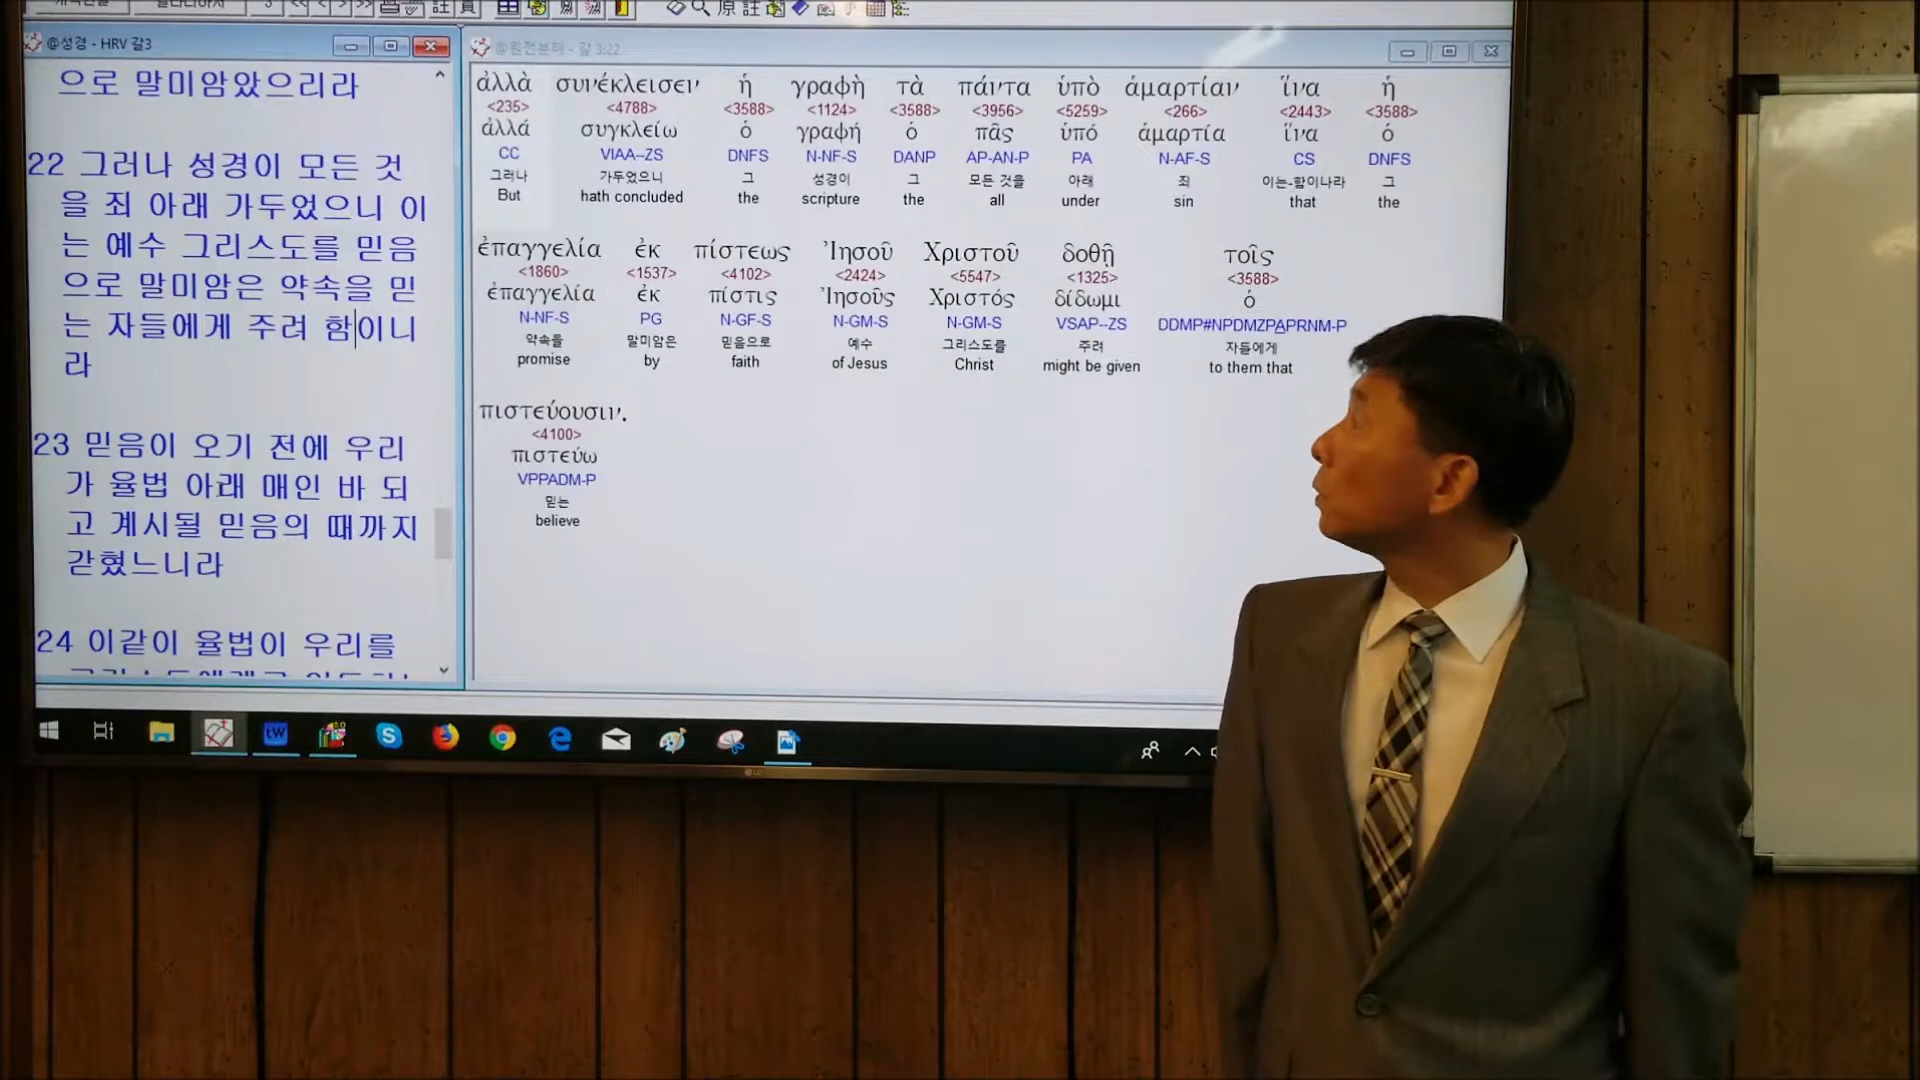 @성경 - HRV 갈3
으로 말미암았으리라
22 그러나 성경이 모든 것
을 죄 아래 가두었으니 이
는 예수 그리스도를 믿음
으로 말미암은 약속을 믿
는 자들에게 주려 함이니
라
23 믿음이 오기 전에 우리
가 율법 아래 매인 바 되
고 계시될 믿음의 때까지
갇혔느니라
24 이같이 율법이 우리를
@원전분해 - 갈 3:22
ἀλλὰ συνέκλεισεν ἡ γραφὴ τὰ πάντα ὑπὸ ἁμαρτίαν ἵνα ἡ
<235> <4788> <3588> <1124> <3588> <3956> <5259> <266> <2443> <3588>
ἀλλά συγκλείω ὁ γραφή ὁ πᾶς ὑπό ἁμαρτία ἵνα ὁ
CC VIAA--ZS DNFS N-NF-S DANP AP-AN-P PA N-AF-S CS DNFS
그러나 가두었으니 그 성경이 그 모든 것을 아래 죄 이는-함이니라 그
But hath concluded the scripture the all under sin that the
ἐπαγγελία ἐκ πίστεως Ἰησοῦ Χριστοῦ δοθῇ τοῖς
<1860> <1537> <4102> <2424> <5547> <1325> <3588>
ἐπαγγελία ἐκ πίστις Ἰησοῦς Χριστός δίδωμι ὁ
N-NF-S PG N-GF-S N-GM-S N-GM-S VSAP--ZS DDMP#NPDMZPAPRNM-P
약속을 말미암은 믿음으로 예수 그리스도를 주려 자들에게
promise by faith of Jesus Christ might be given to them that
πιστεύουσιν.
<4100>
πιστεύω
VPPADM-P
믿는
believe